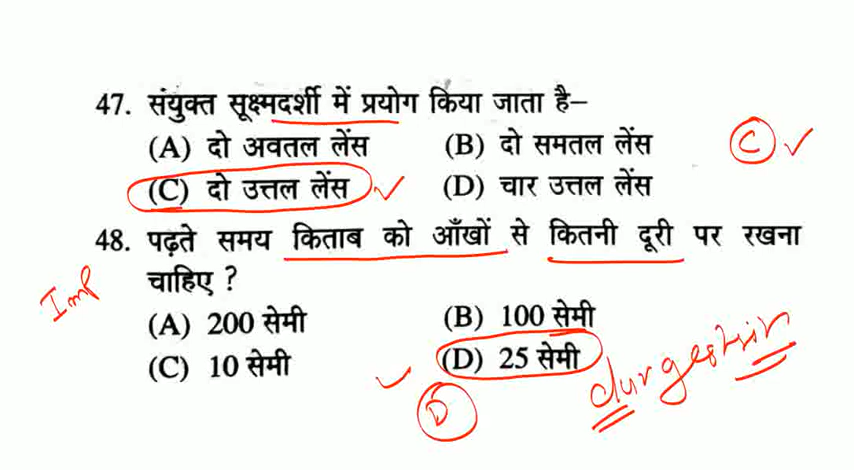 47. संयुक्त सूक्ष्मदर्शी में प्रयोग किया जाता है–
(A) दो अवतल लेंस (B) दो समतल लेंस
(C) दो उत्तल लेंस (D) चार उत्तल लेंस
C
48. पढ़ते समय किताब को आँखों से कितनी दूरी पर रखना
चाहिए ?
Imp
(A) 200 सेमी (B) 100 सेमी
(C) 10 सेमी (D) 25 सेमी
D